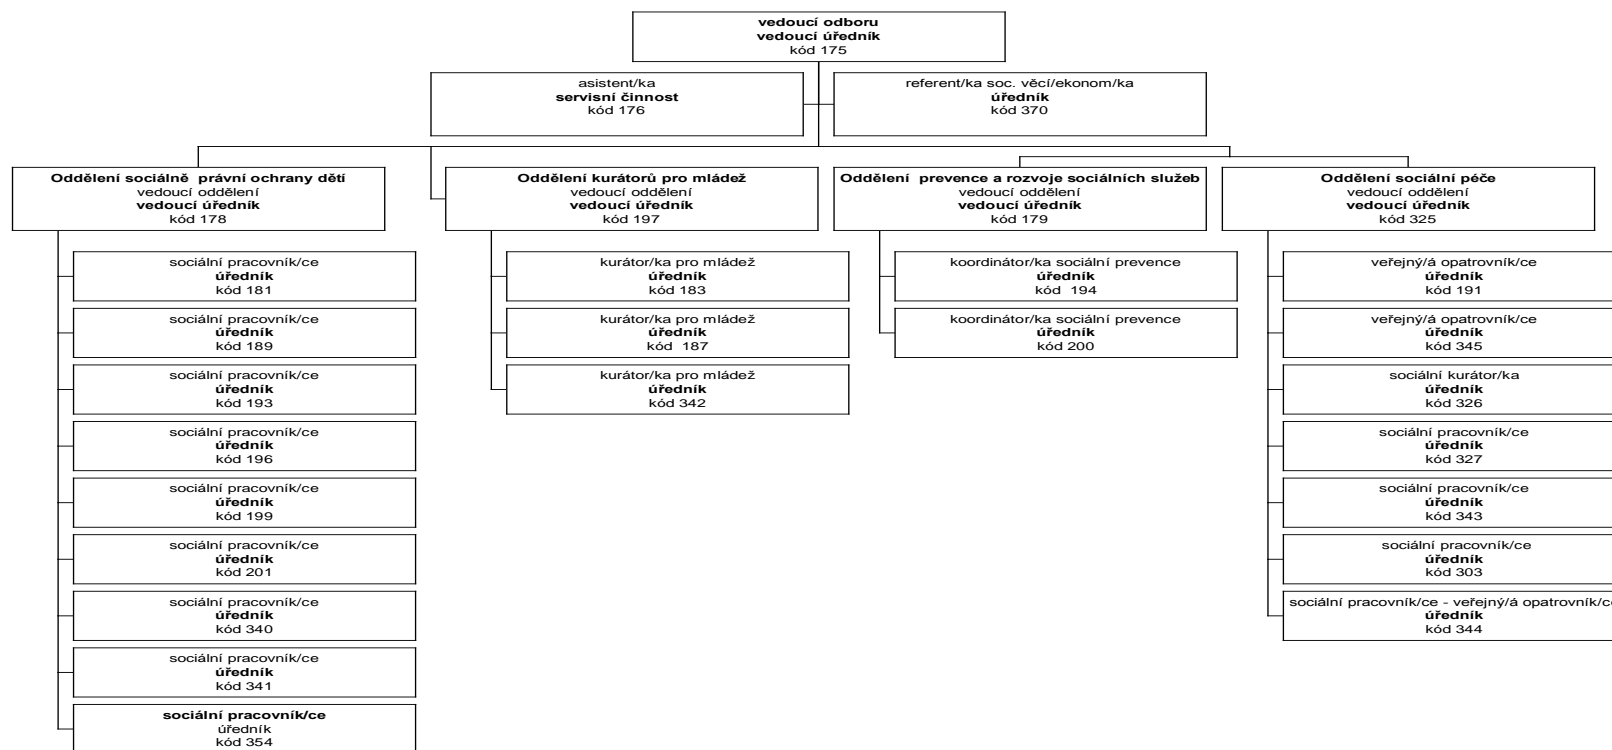 vedoucí odboru
vedoucí úředník
kód 175
asistent/ka
servisní činnost
kód 176
referent/ka soc. věcí/ekonom/ka
úředník
kód 370
Oddělení sociálně  právní ochrany dětí
vedoucí oddělení
vedoucí úředník
kód 178
sociální pracovník/ce
úředník
kód 181
sociální pracovník/ce
úředník
kód 189
sociální pracovník/ce
úředník
kód 193
sociální pracovník/ce
úředník
kód 196
sociální pracovník/ce
úředník
kód 199
sociální pracovník/ce
úředník
kód 201
sociální pracovník/ce
úředník
kód 340
sociální pracovník/ce
úředník
kód 341
sociální pracovník/ce
úředník
kód 354
Oddělení kurátorů pro mládež
vedoucí oddělení
vedoucí úředník
kód 197
kurátor/ka pro mládež
úředník
kód 183
kurátor/ka pro mládež
úředník
kód  187
kurátor/ka pro mládež
úředník
kód 342
Oddělení  prevence a rozvoje sociálních služeb
vedoucí oddělení
vedoucí úředník
kód 179
koordinátor/ka sociální prevence
úředník
kód  194
koordinátor/ka sociální prevence
úředník
kód 200
Oddělení sociální péče
vedoucí oddělení
vedoucí úředník
kód 325
veřejný/á opatrovník/ce
úředník
kód 191
veřejný/á opatrovník/ce
úředník
kód 345
sociální kurátor/ka
úředník
kód 326
sociální pracovník/ce
úředník
kód 327
sociální pracovník/ce
úředník
kód 343
sociální pracovník/ce
úředník
kód 303
sociální pracovník/ce - veřejný/á opatrovník/ce
úředník
kód 344